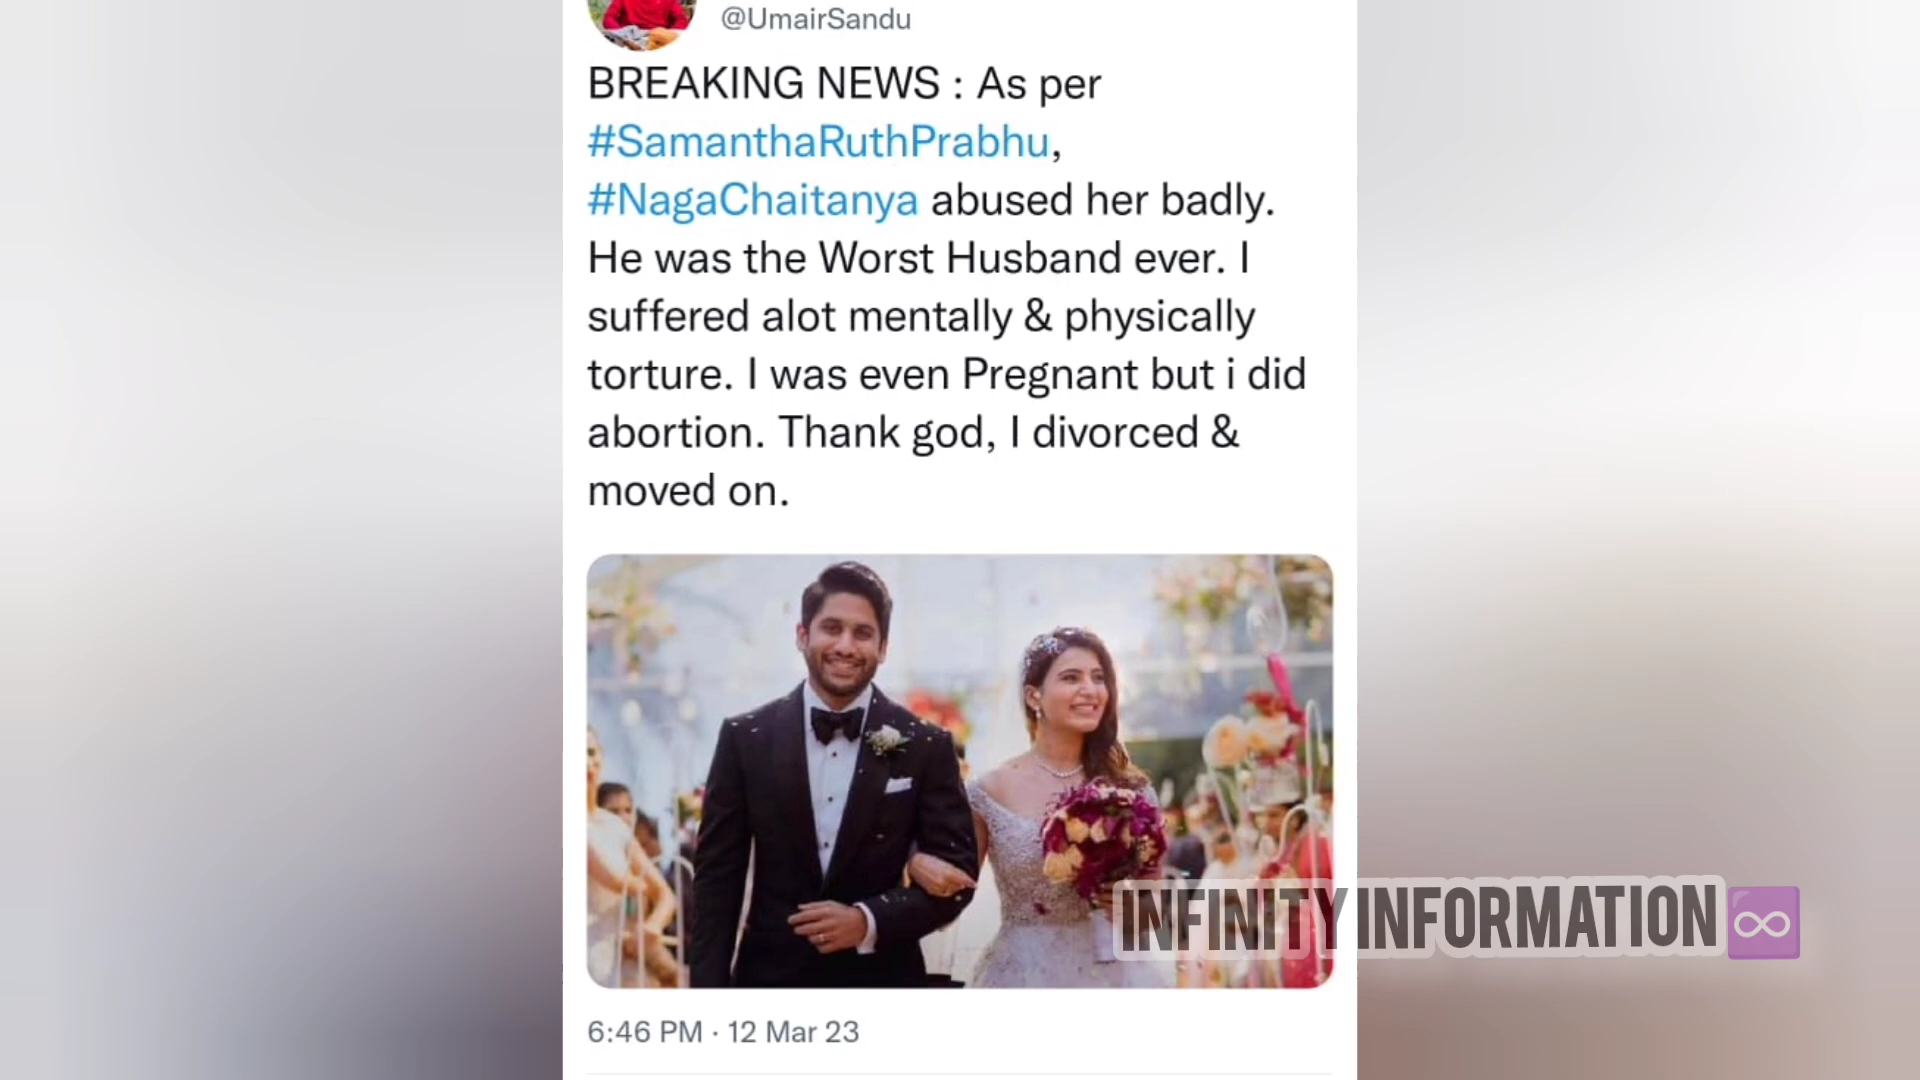 @UmairSandu
BREAKING NEWS : As per
#SamanthaRuthPrabhu,
#NagaChaitanya abused her badly.
He was the Worst Husband ever. I
suffered alot mentally & physically
torture. I was even Pregnant but i did
abortion. Thank god, I divorced &
moved on.
INFINITY INFORMATION
6:46 PM · 12 Mar 23